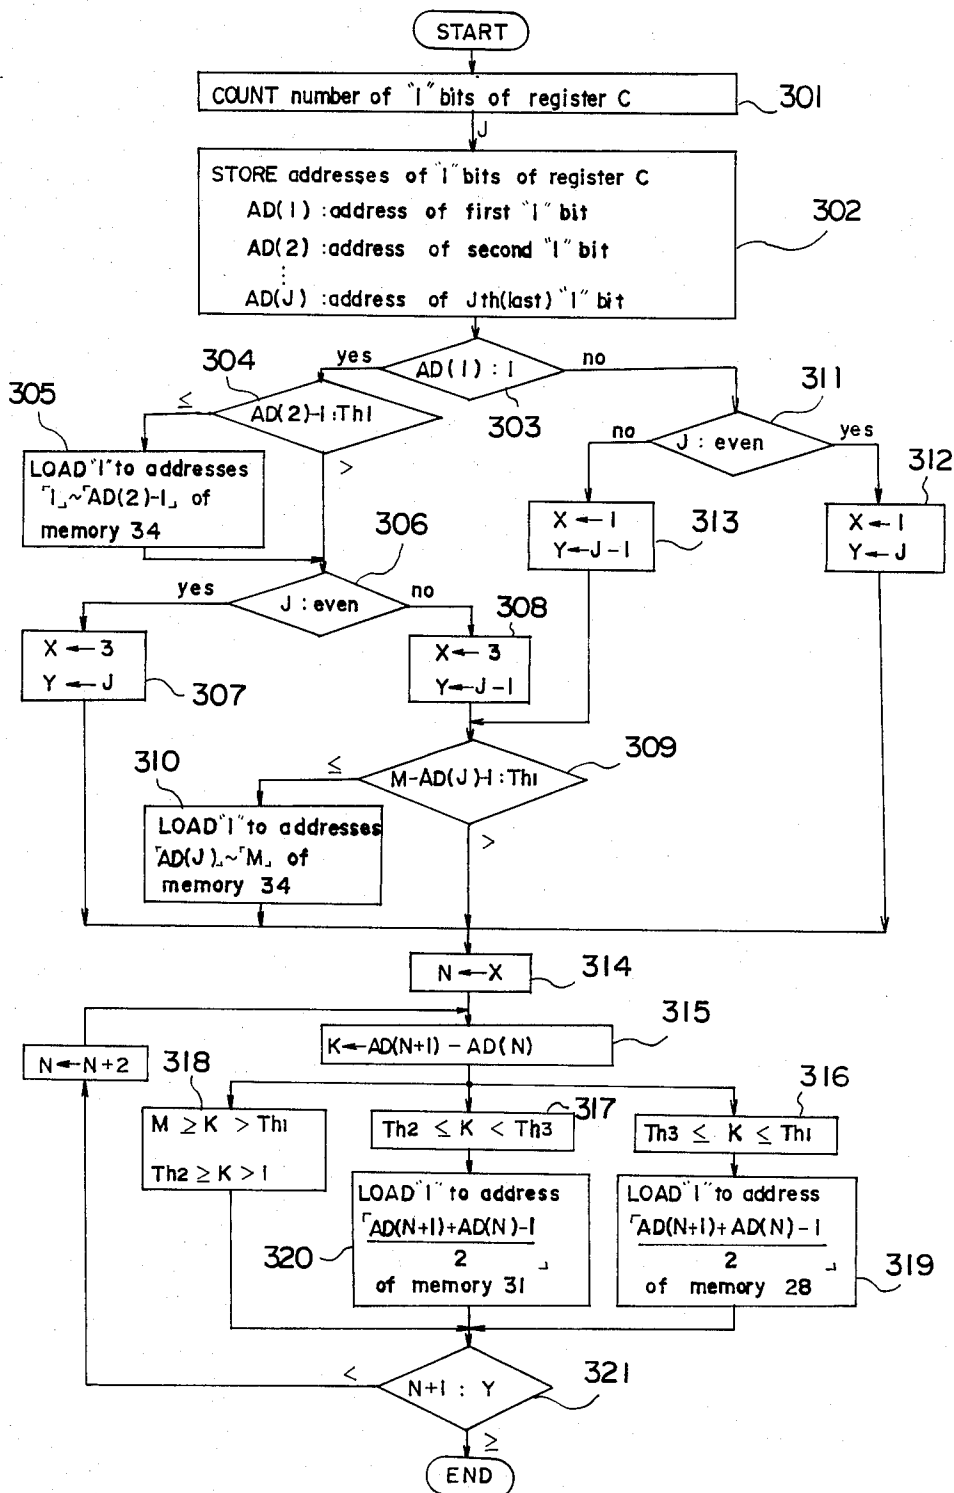 START
COUNT number of "1" bits of register C
301
J
STORE addresses of "1" bits of register C
AD(1) : address of first "1" bit
AD(2) : address of second "1" bit
⋮
AD(J) : address of Jth(last) "1" bit
302
304
yes
AD(1) : 1
no
303
305
≤
AD(2)-1:Th1
>
311
no
J : even
yes
LOAD "1" to addresses
「1」~「AD(2)-1」 of
memory 34
312
X ← 1
Y ← J-1
313
X ← 1
Y ← J
306
yes
J : even
no
308
X ← 3
Y ← J
307
X ← 3
Y ← J-1
309
310
≤
M-AD(J)-1:Th1
>
LOAD "1" to addresses
「AD(J)」~「M」 of
memory 34
N ← X
314
315
K ← AD(N+1) - AD(N)
N ← N+2
318
317
316
M ≥ K > Th1
Th2 ≥ K > 1
Th2 ≤ K < Th3
Th3 ≤ K ≤ Th1
LOAD "1" to address
「AD(N+1)+AD(N)-1
2 」
of memory 31
320
LOAD "1" to address
「AD(N+1)+AD(N)-1
2 」
of memory 28
319
<
N+1 : Y
321
≥
END